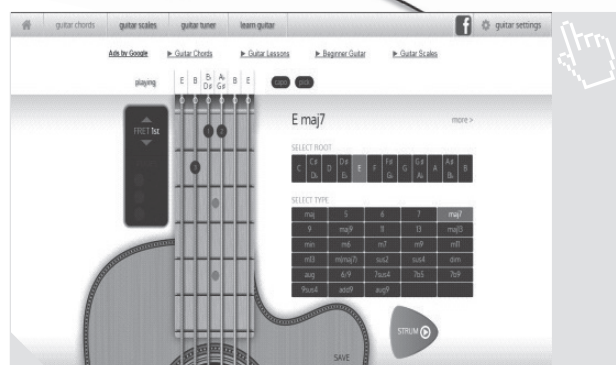 guitar chords guitar scales guitar tuner learn guitar f guitar settings
Ads by Google ▶ Guitar Chords ▶ Guitar Lessons ▶ Beginner Guitar ▶ Guitar Scales
playing E B B♭ D# A♭ G# B E capo pick
FRET 1st
E maj7 more >
SELECT ROOT
C C# D♭ D D# E♭ E F F# G♭ G G# A♭ A A# B♭ B
SELECT TYPE
maj 5 6 7 maj7
9 maj9 11 13 maj13
min m6 m7 m9 m11
m13 m(maj7) sus2 sus4 dim
aug 6/9 7sus4 7b5 7b9
9sus4 add9 aug9
STRUM
SAVE